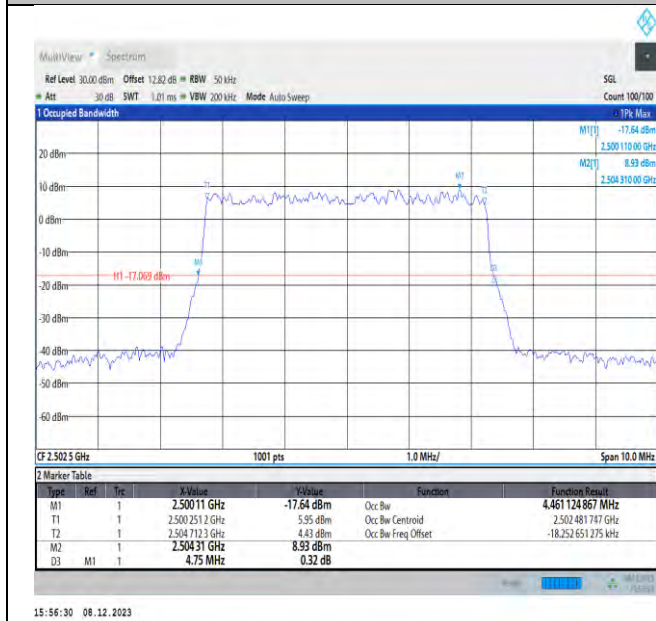 MultiView Spectrum
Ref Level 30.00 dBm Offset 12.82 dB RBW 50 kHz SGL
Att 30 dB SWT 1.01 ms VBW 200 kHz Mode Auto Sweep Count 100/100
1 Occupied Bandwidth 1Pk Max
M1[1] -17.64 dBm
2.500 110 00 GHz
M2[1] 8.93 dBm
2.504 310 00 GHz
20 dBm
T1 M2 T2
10 dBm
0 dBm
-10 dBm
M1 D3
H1 -17.069 dBm
-20 dBm
-30 dBm
-40 dBm
-50 dBm
-60 dBm
CF 2.502 5 GHz 1001 pts 1.0 MHz/ Span 10.0 MHz
2 Marker Table
Type Ref Trc X-Value Y-Value Function Function Result
M1 1 2.500 11 GHz -17.64 dBm Occ Bw 4.461 124 867 MHz
T1 1 2.500 251 2 GHz 5.95 dBm Occ Bw Centroid 2.502 481 747 GHz
T2 1 2.504 712 3 GHz 4.43 dBm Occ Bw Freq Offset -18.252 651 275 kHz
M2 1 2.504 31 GHz 8.93 dBm
D3 M1 1 4.75 MHz 0.32 dB
15:56:30 08.12.2023